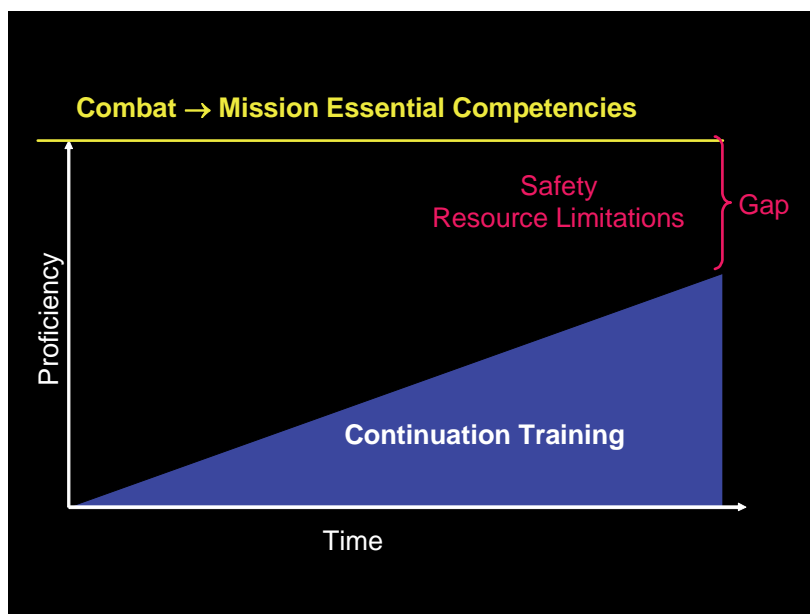 Combat → Mission Essential Competencies
Safety
Resource Limitations
Gap
Proficiency
Continuation Training
Time